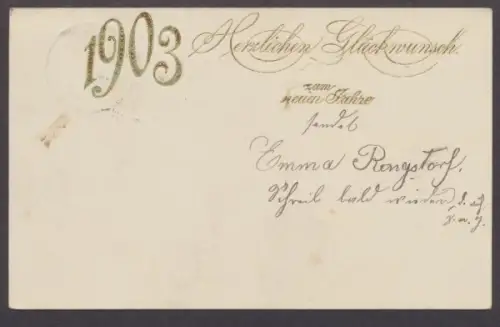 1903 Herzlichen Glückwunsch
zum
neuen Jahre
sendet
Emma Rengstorf.
Schreib bald wieder